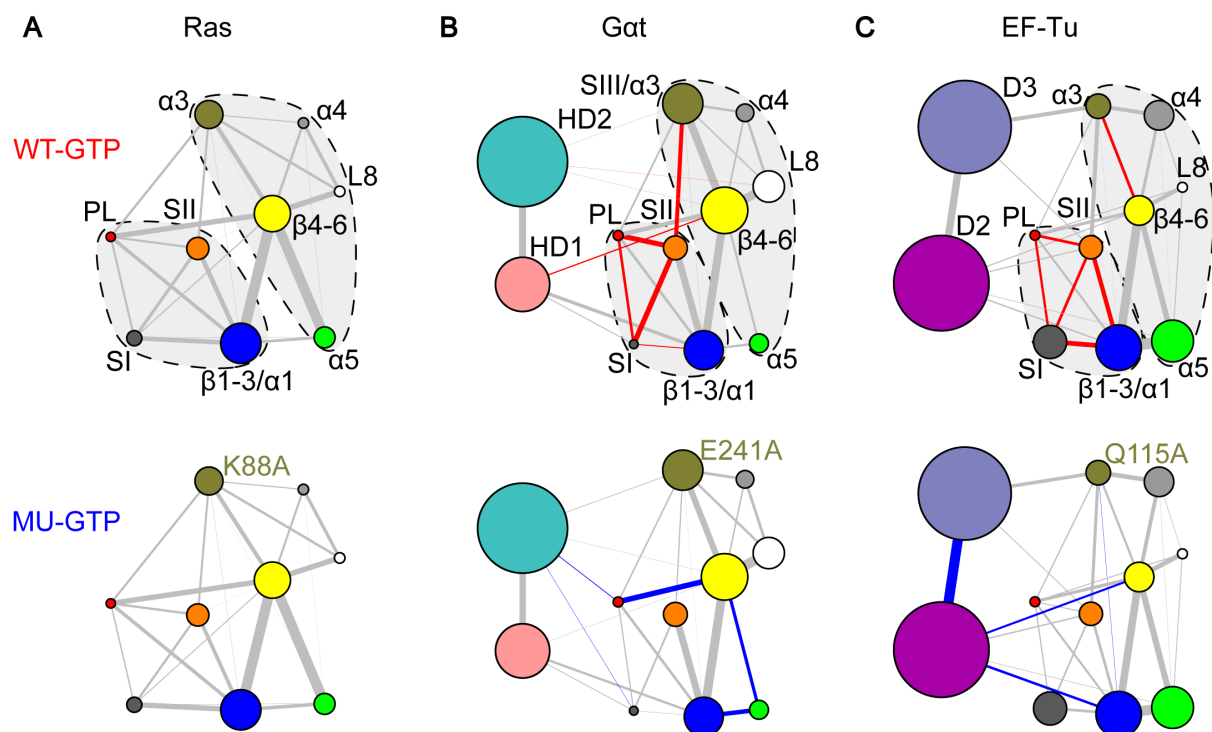 A Ras
B Gαt
C EF-Tu
WT-GTP
α3
α4
L8
PL
SII
β4-6
SI
β1-3/α1
α5
SIII/α3
α4
HD2
L8
PL
SII
HD1
β4-6
SI
β1-3/α1
α5
D3
α3
α4
L8
PL
SII
D2
β4-6
SI
β1-3/α1
α5
MU-GTP
K88A
E241A
Q115A